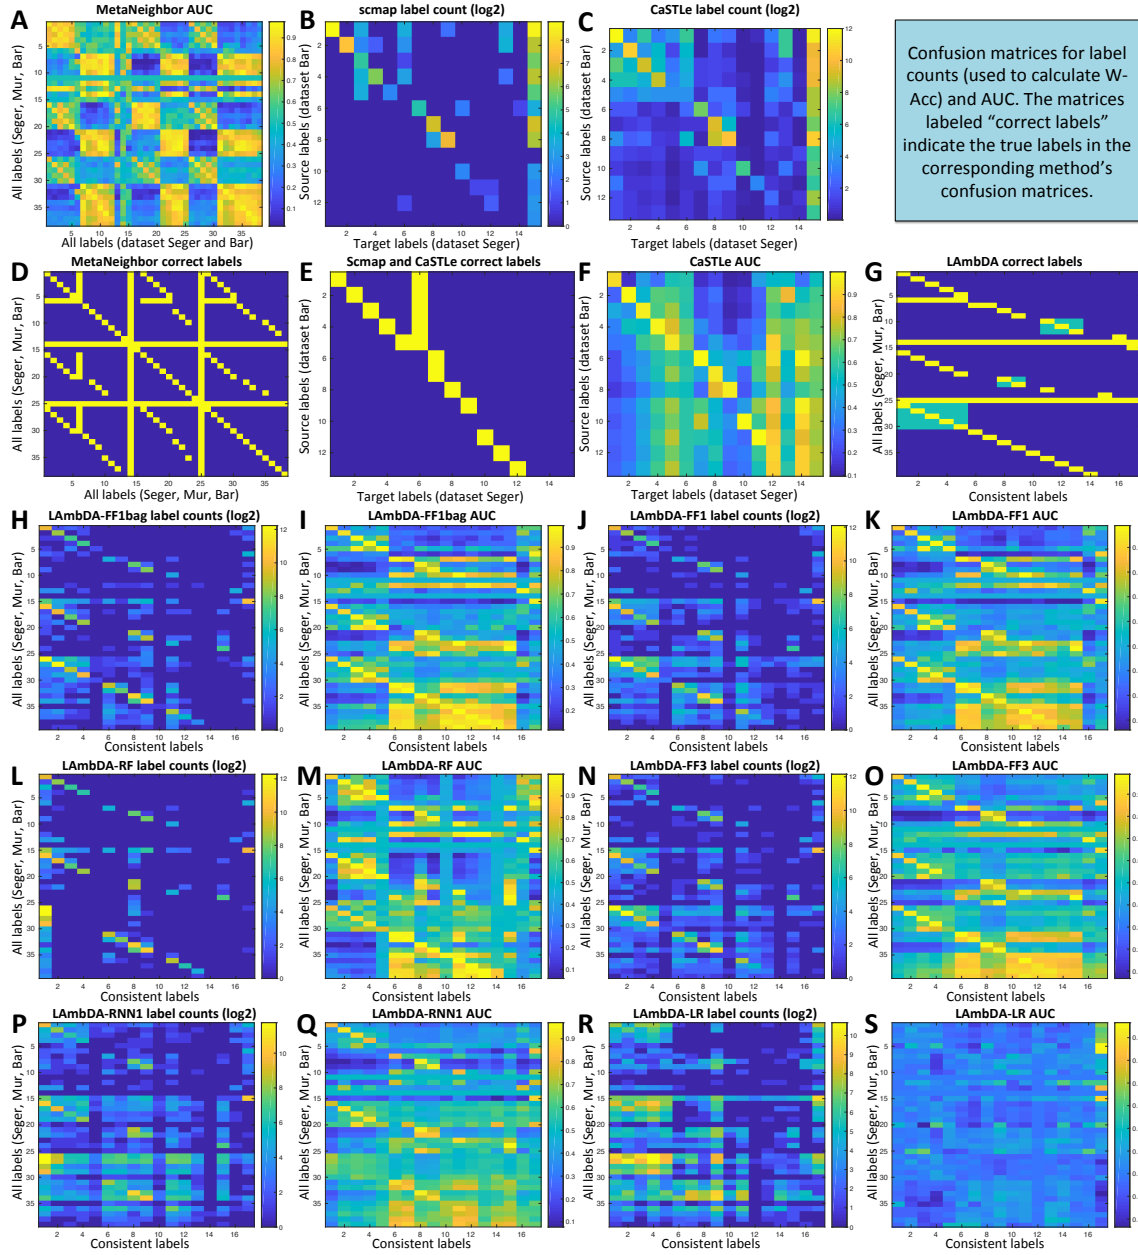 A MetaNeighbor AUC
B scmap label count (log2)
C CaSTLe label count (log2)
All labels (Seger, Mur, Bar)
All labels (dataset Seger and Bar)
Source labels (dataset Bar)
Target labels (dataset Seger)
Source labels (dataset Bar)
Target labels (dataset Seger)
Confusion matrices for label
counts (used to calculate W-
Acc) and AUC. The matrices
labeled “correct labels”
indicate the true labels in the
corresponding method’s
confusion matrices.
D MetaNeighbor correct labels
E Scmap and CaSTLe correct labels
F CaSTLe AUC
G LAmbDA correct labels
All labels (Seger, Mur, Bar)
All labels (Seger, Mur, Bar)
Source labels (dataset Bar)
Target labels (dataset Seger)
Source labels (dataset Bar)
Target labels (dataset Seger)
All labels (Seger, Mur, Bar)
Consistent labels
H LAmbDA-FF1bag label counts (log2)
I LAmbDA-FF1bag AUC
J LAmbDA-FF1 label counts (log2)
K LAmbDA-FF1 AUC
All labels (Seger, Mur, Bar)
Consistent labels
All labels (Seger, Mur, Bar)
Consistent labels
All labels (Seger, Mur, Bar)
Consistent labels
All labels (Seger, Mur, Bar)
Consistent labels
L LAmbDA-RF label counts (log2)
M LAmbDA-RF AUC
N LAmbDA-FF3 label counts (log2)
O LAmbDA-FF3 AUC
All labels (Seger, Mur, Bar)
Consistent labels
All labels (Seger, Mur, Bar)
Consistent labels
All labels (Seger, Mur, Bar)
Consistent labels
All labels (Seger, Mur, Bar)
Consistent labels
P LAmbDA-RNN1 label counts (log2)
Q LAmbDA-RNN1 AUC
R LAmbDA-LR label counts (log2)
S LAmbDA-LR AUC
All labels (Seger, Mur, Bar)
Consistent labels
All labels (Seger, Mur, Bar)
Consistent labels
All labels (Seger, Mur, Bar)
Consistent labels
All labels (Seger, Mur, Bar)
Consistent labels